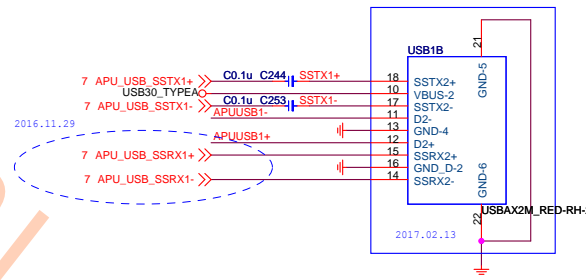 USB1B
21
GND-5
7 APU_USB_SSTX1+ C0.1u C244 SSTX1+ 18 SSTX2+
USB30_TYPEA 10 VBUS-2
7 APU_USB_SSTX1- C0.1u C253 SSTX1- 17 SSTX2-
APUUSB1- 11 D2-
2016.11.29
13 GND-4
APUUSB1+ 12 D2+
7 APU_USB_SSRX1+ 15 SSRX2+
16 GND_D-2
7 APU_USB_SSRX1- 14 SSRX2-
GND-6
22
USBAX2M_RED-RH-
2017.02.13